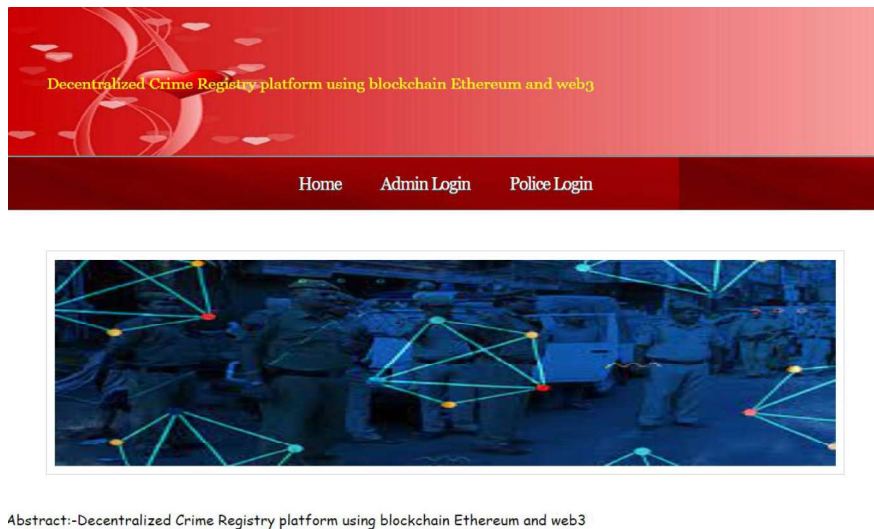 Decentralized Crime Registry platform using blockchain Ethereum and web3
Home Admin Login Police Login
Abstract:-Decentralized Crime Registry platform using blockchain Ethereum and web3